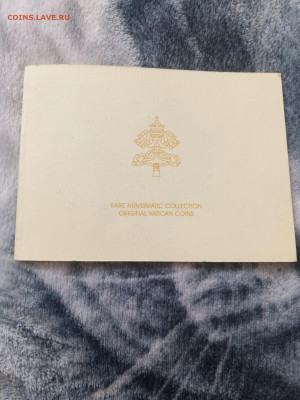 COINS.LAVE.RU
RARE NUMISMATIC COLLECTION
ORIGINAL VATICAN COINS